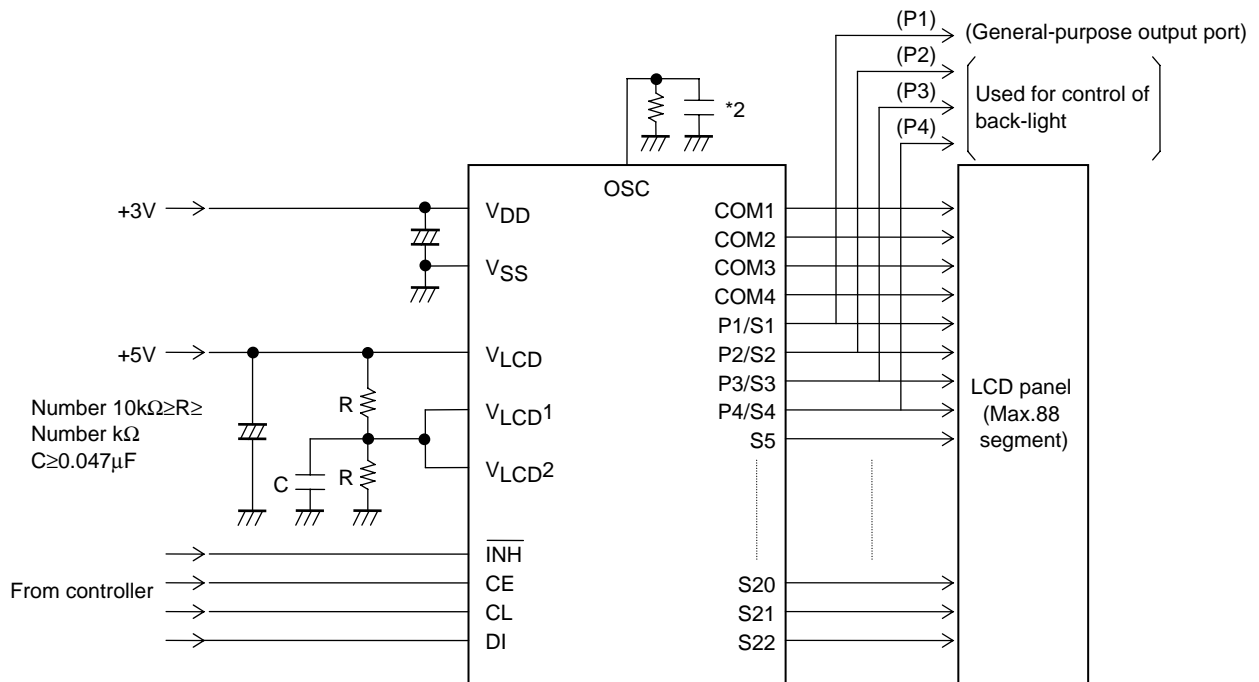 (P1)
(General-purpose output port)
(P2)
(P3)
(P4)
Used for control of
back-light
*2
OSC
+3V
VDD
VSS
+5V
VLCD
R
VLCD1
Number 10kΩ≥R≥
Number kΩ
C≥0.047μF
C
R
VLCD2
INH
From controller
CE
CL
DI
COM1
COM2
COM3
COM4
P1/S1
P2/S2
P3/S3
P4/S4
S5
S20
S21
S22
LCD panel
(Max.88
segment)